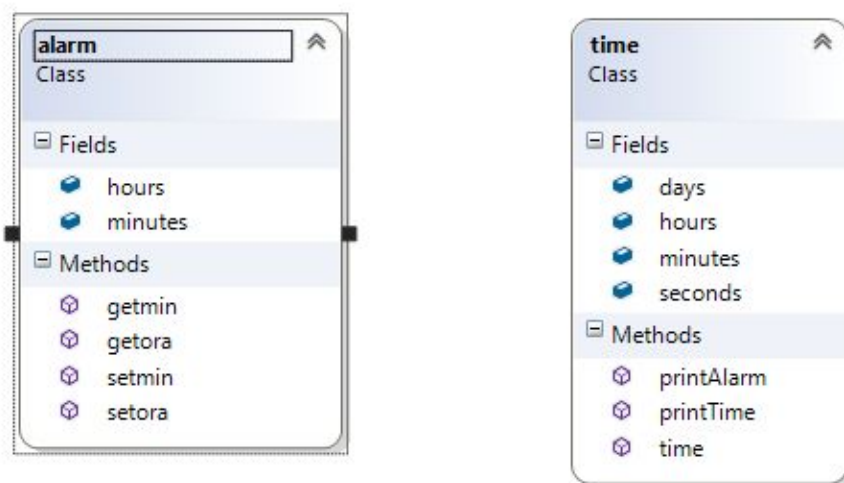 alarm
Class
Fields
hours
minutes
Methods
getmin
getora
setmin
setora
time
Class
Fields
days
hours
minutes
seconds
Methods
printAlarm
printTime
time